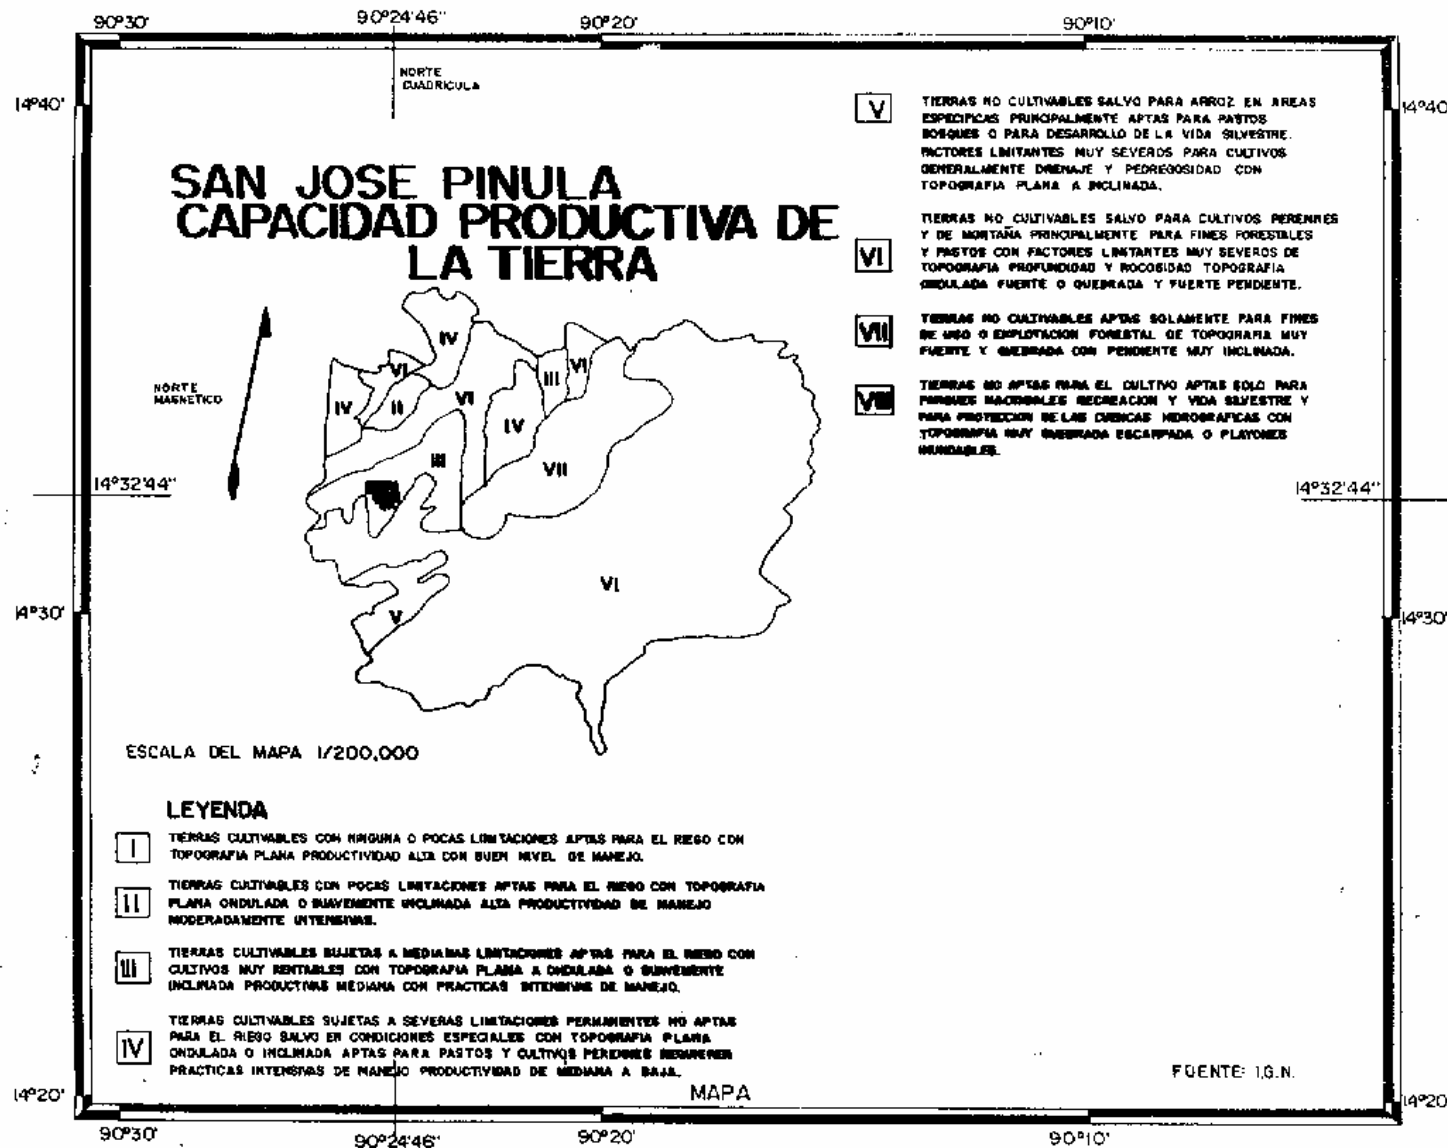 90°30'
90°24'46"
90°20'
90°10'
14°40'
14°40'
NORTE
CUADRICULA
SAN JOSE PINULA
CAPACIDAD PRODUCTIVA DE
LA TIERRA
V
TIERRAS NO CULTIVABLES SALVO PARA ARROZ EN AREAS
ESPECIFICAS PRINCIPALMENTE APTAS PARA PASTOS
BOSQUES O PARA DESARROLLO DE LA VIDA SILVESTRE.
FACTORES LIMITANTES MUY SEVEROS PARA CULTIVOS
GENERALMENTE DRENAJE Y PEDREGOSIDAD CON
TOPOGRAFIA PLANA A INCLINADA.
VI
TIERRAS NO CULTIVABLES SALVO PARA CULTIVOS PERENNES
Y DE MONTAÑA PRINCIPALMENTE PARA FINES FORESTALES
Y PASTOS CON FACTORES LIMITANTES MUY SEVEROS DE
TOPOGRAFIA PROFUNDIDAD Y ROCOSIDAD TOPOGRAFIA
ONDULADA FUERTE O QUEBRADA Y FUERTE PENDIENTE.
VII
TIERRAS NO CULTIVABLES APTAS SOLAMENTE PARA FINES
DE USO O EXPLOTACION FORESTAL DE TOPOGRAFIA MUY
FUERTE Y QUEBRADA CON PENDIENTE MUY INCLINADA.
VIII
TIERRAS NO APTAS PARA EL CULTIVO APTAS SOLO PARA
PARQUES NACIONALES RECREACION Y VIDA SILVESTRE Y
PARA PROTECCION DE LAS CUENCAS HIDROGRAFICAS CON
TOPOGRAFIA MUY QUEBRADA ESCARPADA O PLAYONES
INUNDABLES.
NORTE
MAGNETICO
IV
VI
IV
II
VI
III
VI
IV
III
VII
VI
V
14°32'44"
14°32'44"
14°30'
14°30'
ESCALA DEL MAPA 1/200,000
LEYENDA
I
TIERRAS CULTIVABLES CON NINGUNA O POCAS LIMITACIONES APTAS PARA EL RIEGO CON
TOPOGRAFIA PLANA PRODUCTIVIDAD ALTA CON BUEN NIVEL DE MANEJO.
II
TIERRAS CULTIVABLES CON POCAS LIMITACIONES APTAS PARA EL RIEGO CON TOPOGRAFIA
PLANA ONDULADA O SUAVEMENTE INCLINADA ALTA PRODUCTIVIDAD DE MANEJO
MODERADAMENTE INTENSIVAS.
III
TIERRAS CULTIVABLES SUJETAS A MEDIANAS LIMITACIONES APTAS PARA EL RIEGO CON
CULTIVOS MUY RENTABLES CON TOPOGRAFIA PLANA A ONDULADA O SUAVEMENTE
INCLINADA PRODUCTIVAS MEDIANA CON PRACTICAS INTENSIVAS DE MANEJO.
IV
TIERRAS CULTIVABLES SUJETAS A SEVERAS LIMITACIONES PERMANENTES NO APTAS
PARA EL RIEGO SALVO EN CONDICIONES ESPECIALES CON TOPOGRAFIA PLANA
ONDULADA O INCLINADA APTAS PARA PASTOS Y CULTIVOS PERENNES REQUIEREN
PRACTICAS INTENSIVAS DE MANEJO PRODUCTIVIDAD DE MEDIANA A BAJA.
MAPA
FUENTE: I.G.N.
14°20'
14°20'
90°30'
90°24'46"
90°20'
90°10'